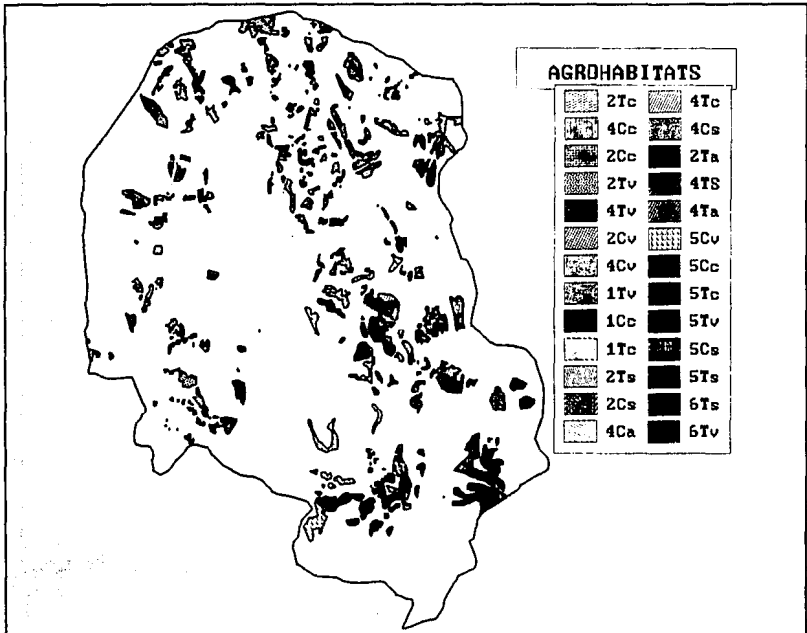 AGROHABITATS
2Tc 4Tc
4Cc 4Cs
2Cc 2Ta
2Tv 4TS
4Tv 4Ta
2Cv 5Cv
4Cv 5Cc
1Tv 5Tc
1Cc 5Tv
1Tc 5Cs
2Ts 5Ts
2Cs 6Ts
4Ca 6Tv